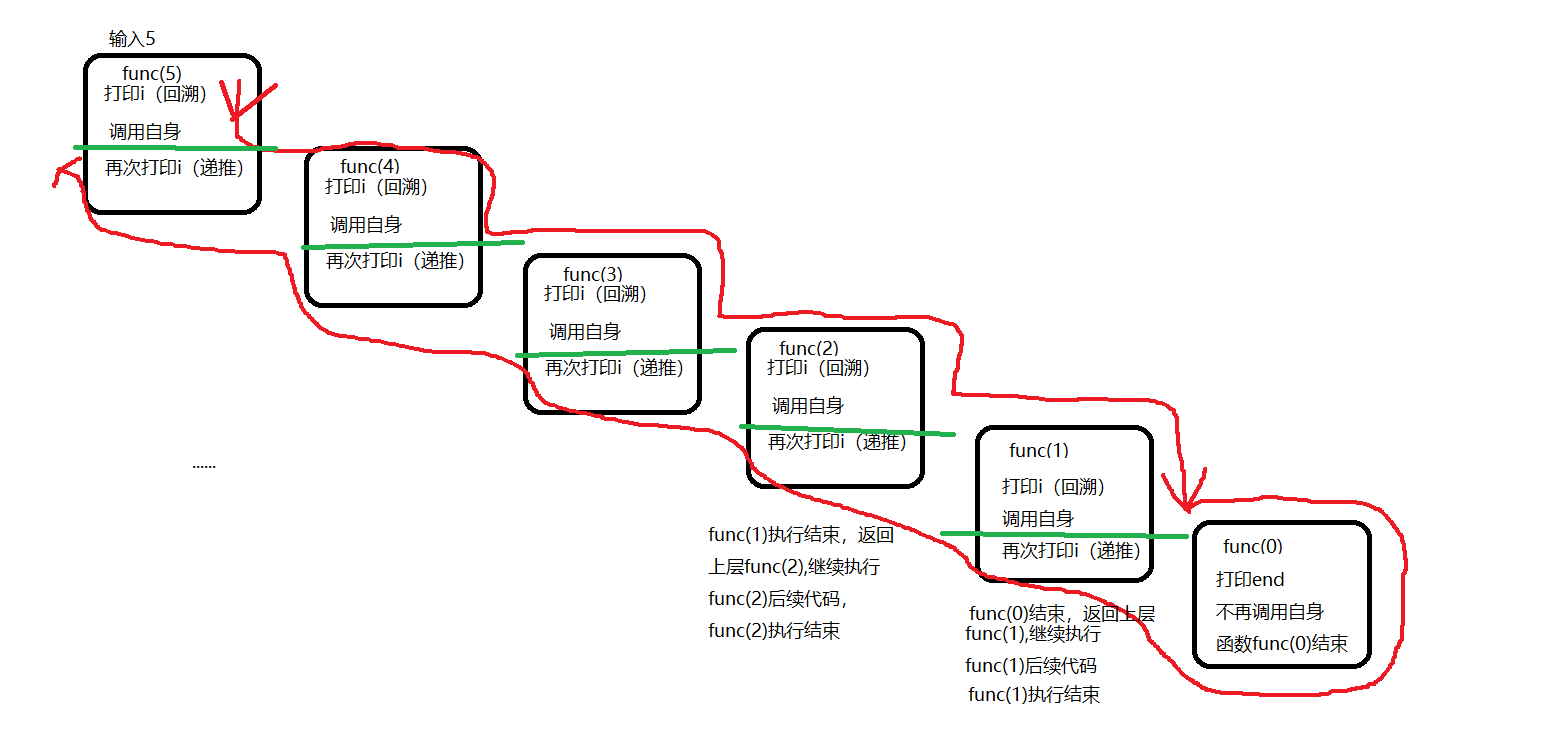 输入5
func(5)
打印i（回溯）
调用自身
再次打印i（递推）
func(4)
打印i（回溯）
调用自身
再次打印i（递推）
func(3)
打印i（回溯）
调用自身
再次打印i（递推）
func(2)
打印i（回溯）
调用自身
再次打印i（递推）
func(1)
打印i（回溯）
调用自身
再次打印i（递推）
func(0)
打印end
不再调用自身
函数func(0)结束
......
func(1)执行结束，返回
上层func(2),继续执行
func(2)后续代码，
func(2)执行结束
func(0)结束，返回上层
func(1),继续执行
func(1)后续代码
func(1)执行结束